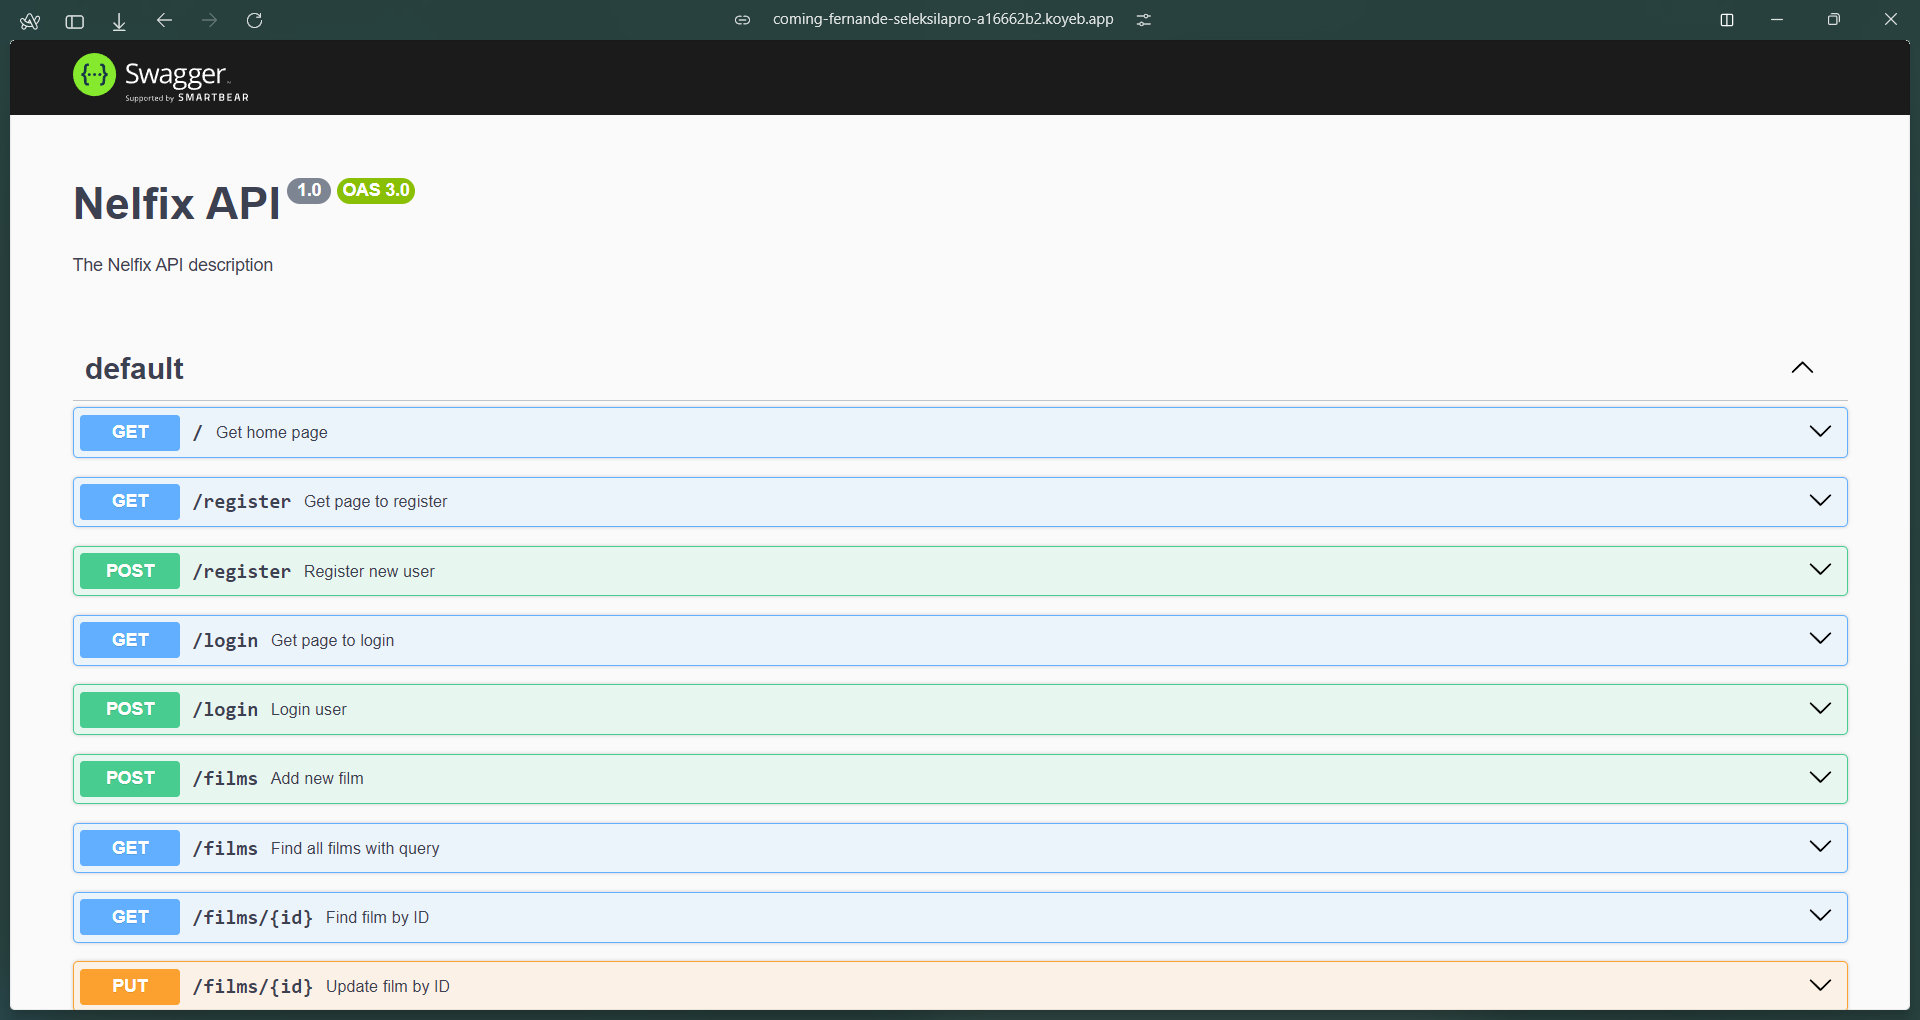 coming-fernande-seleksilapro-a16662b2.koyeb.app
{···} Swagger™
Supported by SMARTBEAR
Nelfix API 1.0 OAS 3.0
The Nelfix API description
default
GET / Get home page
GET /register Get page to register
POST /register Register new user
GET /login Get page to login
POST /login Login user
POST /films Add new film
GET /films Find all films with query
GET /films/{id} Find film by ID
PUT /films/{id} Update film by ID